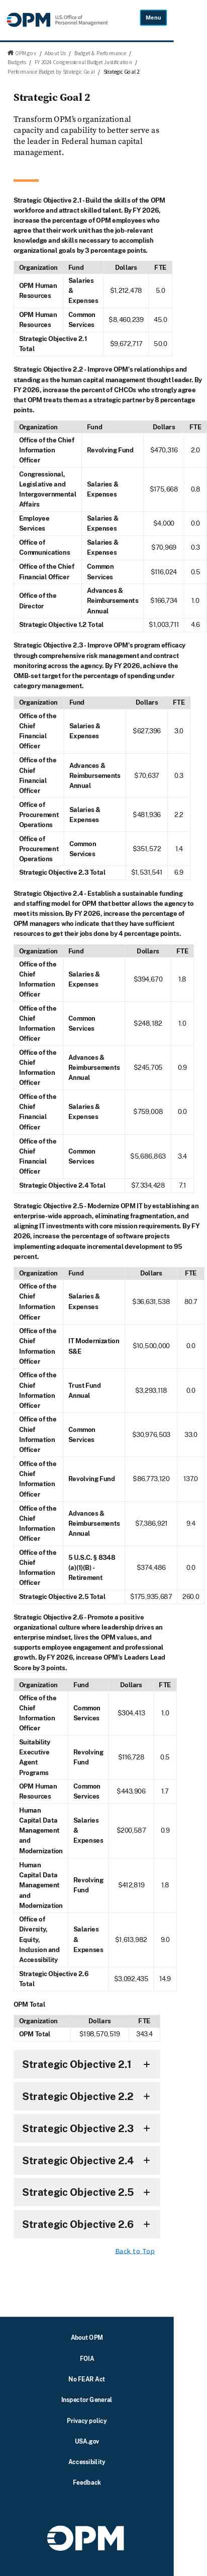 OPM U.S. Office of Personnel Management
Menu
OPM.gov / About Us / Budget & Performance /
Budgets / FY 2024 Congressional Budget Justification /
Performance Budget by Strategic Goal / Strategic Goal 2
Strategic Goal 2
Transform OPM's organizational
capacity and capability to better serve as
the leader in Federal human capital
management.
Strategic Objective 2.1 - Build the skills of the OPM
workforce and attract skilled talent. By FY 2026,
increase the percent of OPM employees who
agree that their work unit has the job-relevant
knowledge and skills necessary to accomplish
organizational goals by 3 percentage points.
Organization Fund Dollars FTE
OPM Human Resources Salaries & Expenses $1,212,478 5.0
OPM Human Resources Common Services $8,460,239 45.0
Strategic Objective 2.1 Total $9,672,717 50.0
Strategic Objective 2.2 - Improve OPM's relationships and
standing as the human capital management thought leader. By
FY 2026, increase the percent of CHCOs who strongly agree
that OPM treats them as a strategic partner by 8 percentage
points.
Organization Fund Dollars FTE
Office of the Chief Information Officer Revolving Fund $470,316 2.0
Congressional, Legislative and Intergovernmental Affairs Salaries & Expenses $175,668 0.8
Employee Services Salaries & Expenses $4,000 0.0
Office of Communications Salaries & Expenses $70,969 0.3
Office of the Chief Financial Officer Common Services $116,024 0.5
Office of the Director Advances & Reimbursements Annual $166,734 1.0
Strategic Objective 1.2 Total $1,003,711 4.6
Strategic Objective 2.3 - Improve OPM's program efficacy
through comprehensive risk management and contract
monitoring across the agency. By FY 2026, achieve the
OMB-set target for the percentage of spending under
category management.
Organization Fund Dollars FTE
Office of the Chief Financial Officer Salaries & Expenses $627,396 3.0
Office of the Chief Financial Officer Advances & Reimbursements Annual $70,637 0.3
Office of Procurement Operations Salaries & Expenses $481,936 2.2
Office of Procurement Operations Common Services $351,572 1.4
Strategic Objective 2.3 Total $1,531,541 6.9
Strategic Objective 2.4 - Establish a sustainable funding
and staffing model for OPM that better allows the agency to
meet its mission. By FY 2026, increase the percentage of
OPM managers who indicate that they have sufficient
resources to get their jobs done by 4 percentage points.
Organization Fund Dollars FTE
Office of the Chief Information Officer Salaries & Expenses $394,670 1.8
Office of the Chief Information Officer Common Services $248,182 1.0
Office of the Chief Information Officer Advances & Reimbursements Annual $245,705 0.9
Office of the Chief Financial Officer Salaries & Expenses $759,008 0.0
Office of the Chief Financial Officer Common Services $5,686,863 3.4
Strategic Objective 2.4 Total $7,334,428 7.1
Strategic Objective 2.5 - Modernize OPM IT by establishing an
enterprise-wide approach, eliminating fragmentation, and
aligning IT investments with core mission requirements. By FY
2026, increase the percentage of software projects
implementing adequate incremental development to 95
percent.
Organization Fund Dollars FTE
Office of the Chief Information Officer Salaries & Expenses $36,631,538 80.7
Office of the Chief Information Officer IT Modernization S&E $10,500,000 0.0
Office of the Chief Information Officer Trust Fund Annual $3,293,118 0.0
Office of the Chief Information Officer Common Services $30,976,503 33.0
Office of the Chief Information Officer Revolving Fund $86,773,120 137.0
Office of the Chief Information Officer Advances & Reimbursements Annual $7,386,921 9.4
Office of the Chief Information Officer 5 U.S.C. § 8348 (a)(1)(B) - Retirement $374,486 0.0
Strategic Objective 2.5 Total $175,935,687 260.0
Strategic Objective 2.6 - Promote a positive
organizational culture where leadership drives an
enterprise mindset, lives the OPM values, and
supports employee engagement and professional
growth. By FY 2026, increase OPM's Leaders Lead
Score by 3 points.
Organization Fund Dollars FTE
Office of the Chief Information Officer Common Services $304,413 1.0
Suitability Executive Agent Programs Revolving Fund $116,728 0.5
OPM Human Resources Common Services $443,906 1.7
Human Capital Data Management and Modernization Salaries & Expenses $200,587 0.9
Human Capital Data Management and Modernization Revolving Fund $412,819 1.8
Office of Diversity, Equity, Inclusion and Accessibility Salaries & Expenses $1,613,982 9.0
Strategic Objective 2.6 Total $3,092,435 14.9
OPM Total
Organization Dollars FTE
OPM Total $198,570,519 343.4
Strategic Objective 2.1 +
Strategic Objective 2.2 +
Strategic Objective 2.3 +
Strategic Objective 2.4 +
Strategic Objective 2.5 +
Strategic Objective 2.6 +
Back to Top
About OPM
FOIA
No FEAR Act
Inspector General
Privacy policy
USA.gov
Accessibility
Feedback
OPM